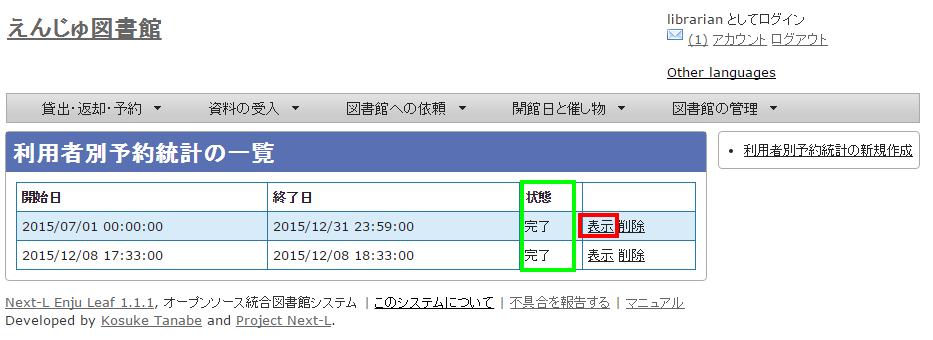 えんじゅ図書館
librarian としてログイン
(1) アカウント ログアウト
Other languages
貸出・返却・予約 ▼ 資料の受入 ▼ 図書館への依頼 ▼ 開館日と催し物 ▼ 図書館の管理 ▼
利用者別予約統計の一覧
• 利用者別予約統計の新規作成
開始日 終了日 状態
2015/07/01 00:00:00 2015/12/31 23:59:00 完了 表示 削除
2015/12/08 17:33:00 2015/12/08 18:33:00 完了 表示 削除
Next-L Enju Leaf 1.1.1, オープンソース統合図書館システム | このシステムについて | 不具合を報告する | マニュアル
Developed by Kosuke Tanabe and Project Next-L.